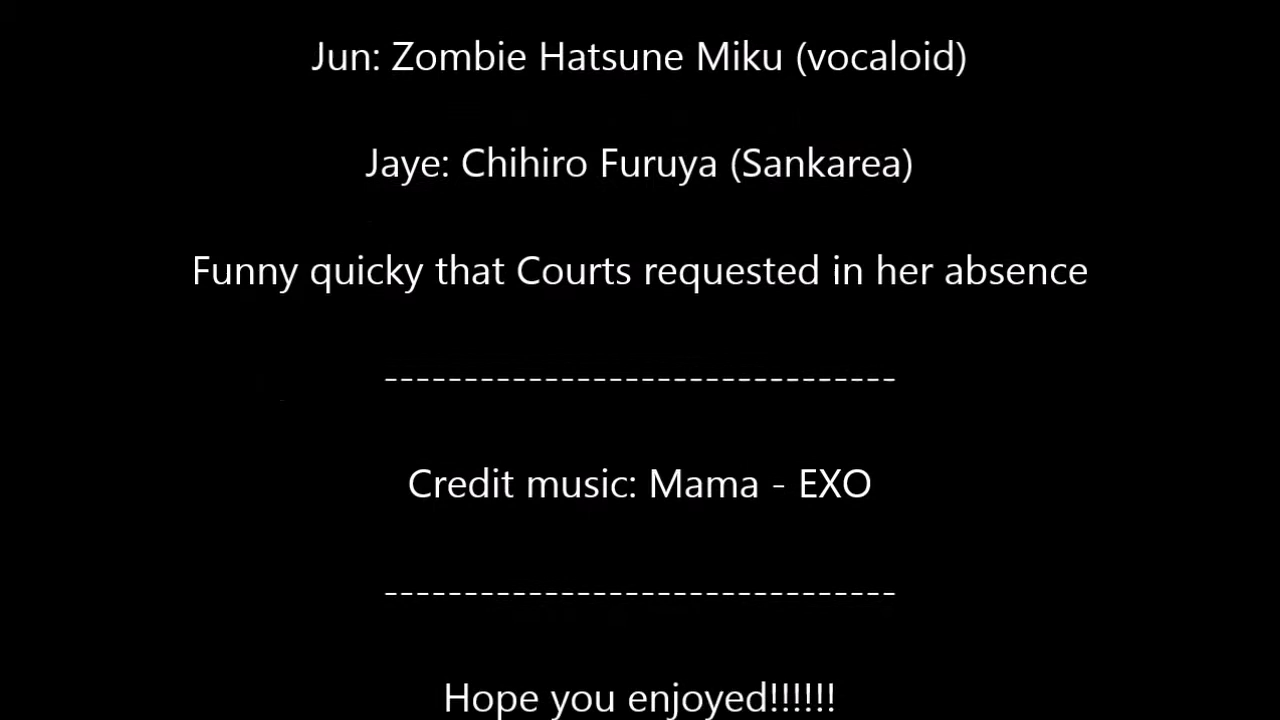 Jun: Zombie Hatsune Miku (vocaloid)
Jaye: Chihiro Furuya (Sankarea)
Funny quicky that Courts requested in her absence
--------------------------------
Credit music: Mama - EXO
--------------------------------
Hope you enjoyed!!!!!!